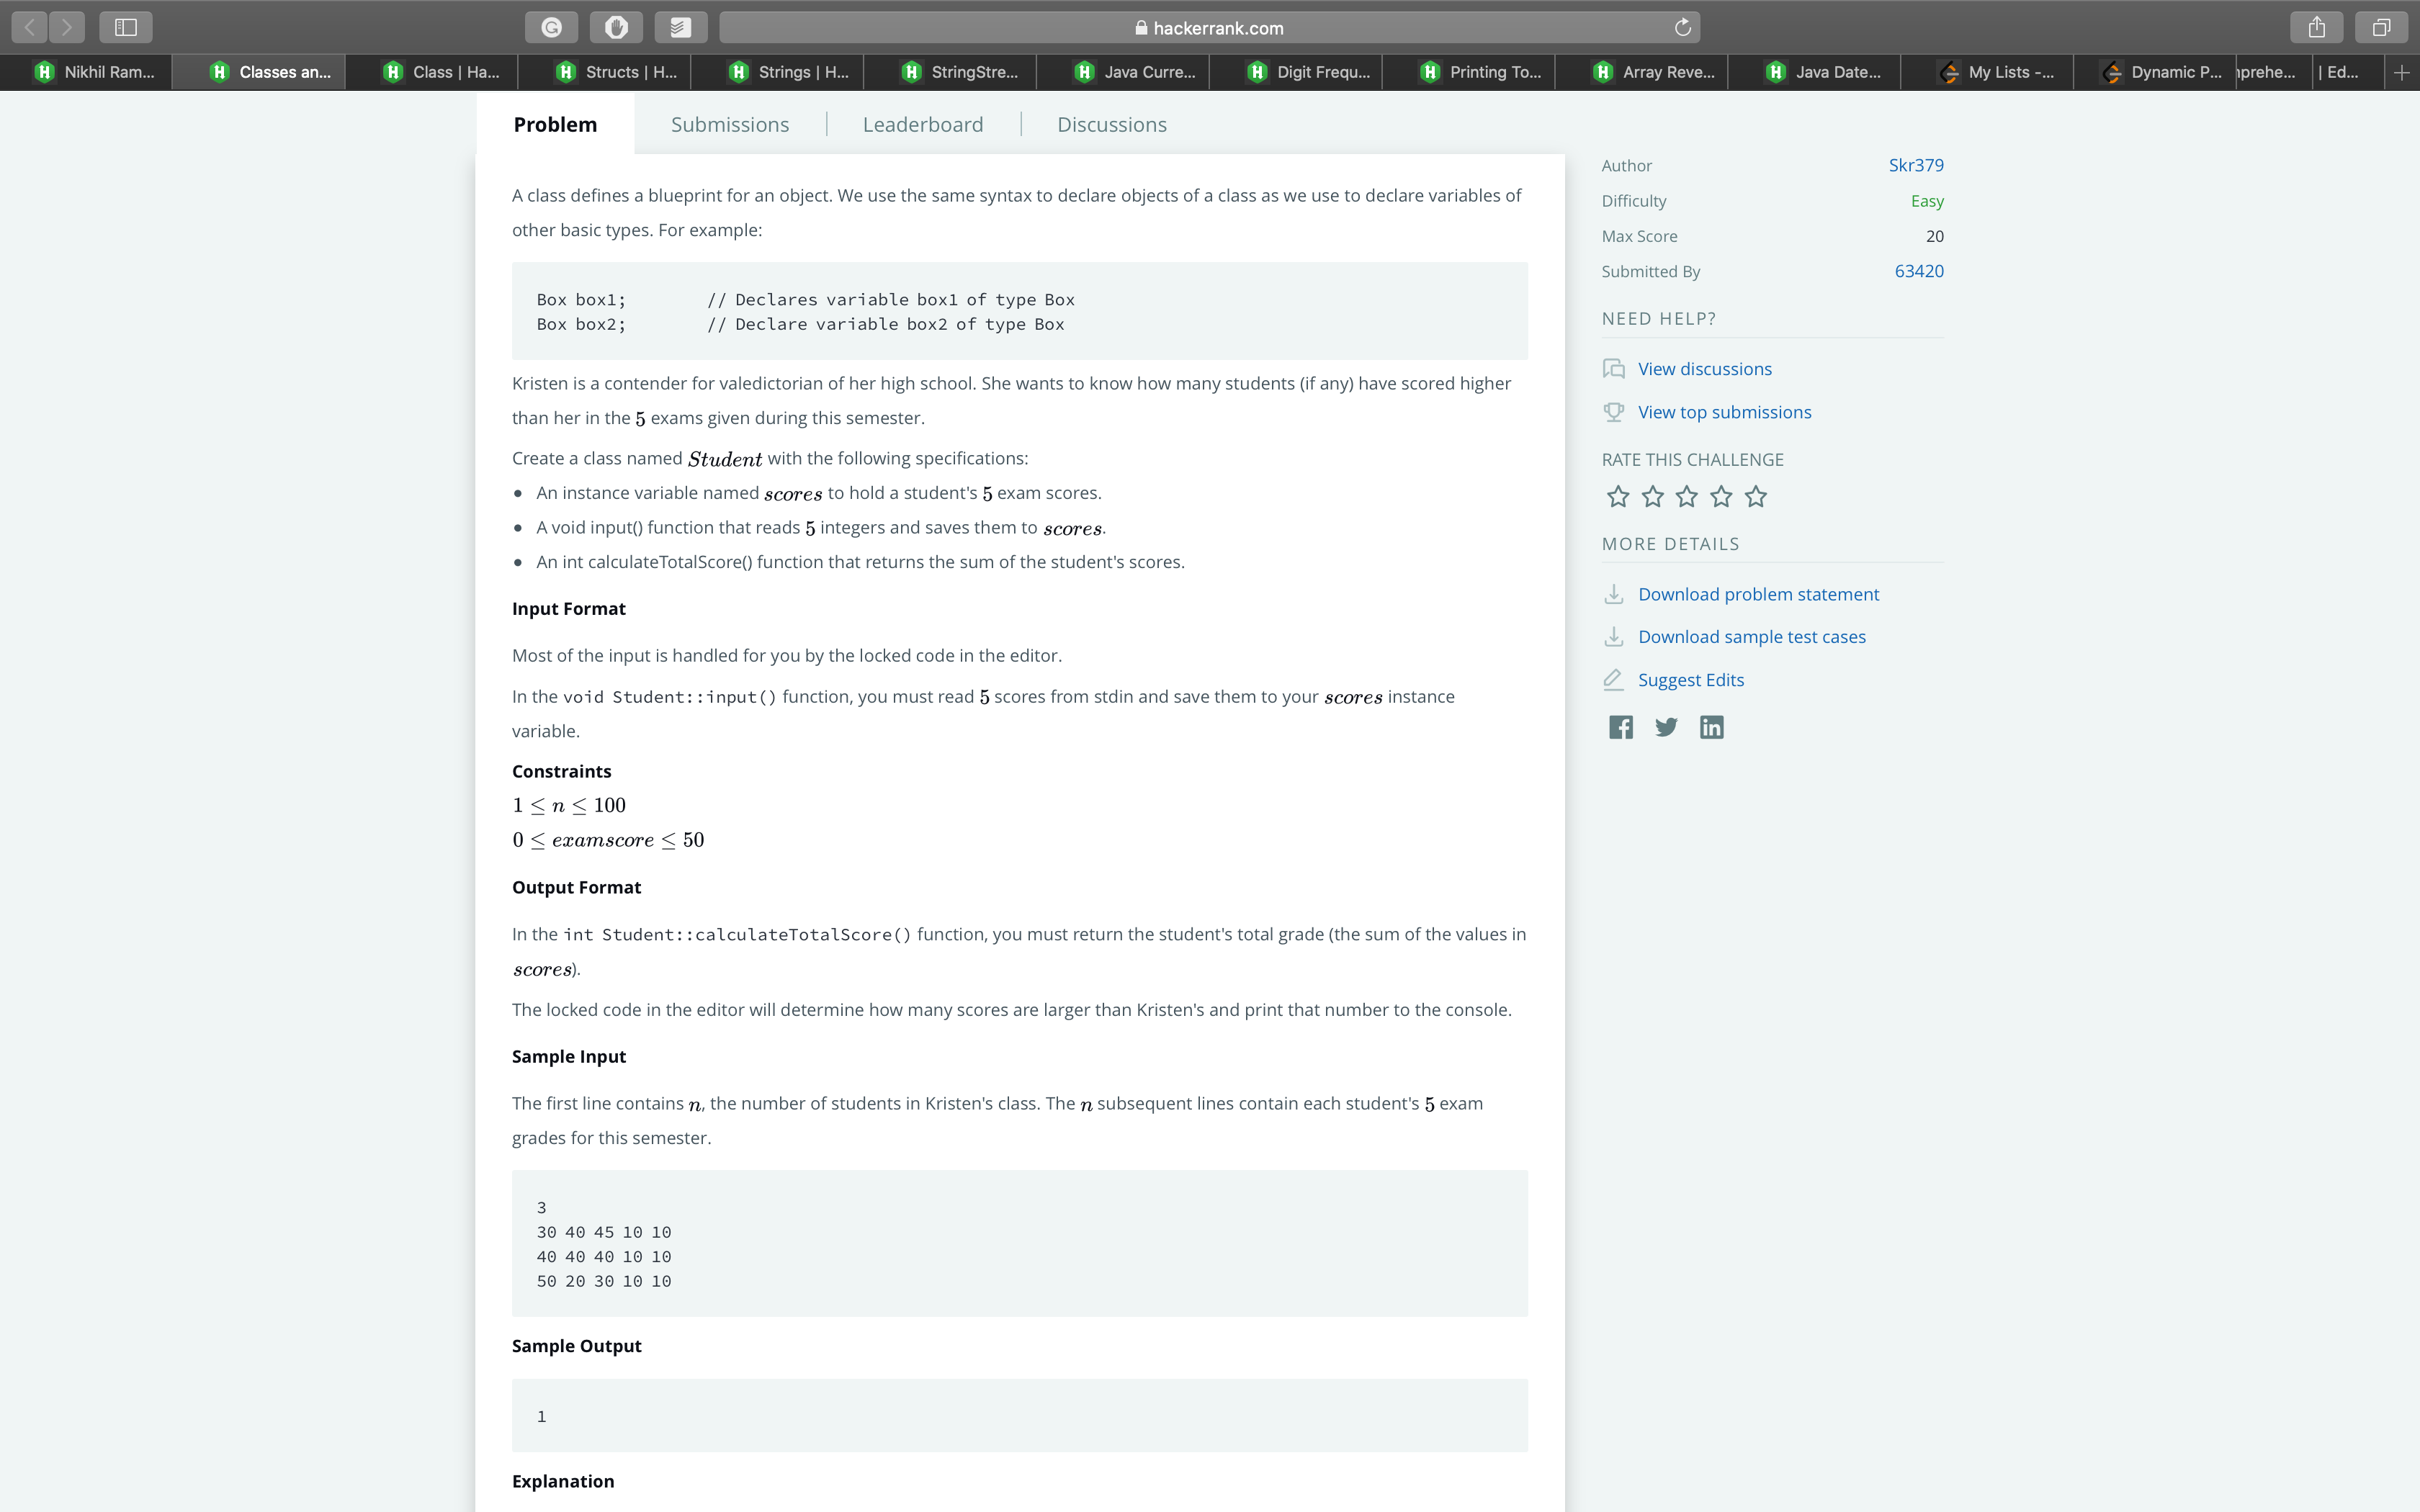 hackerrank.com
Nikhil Ram...
Classes an...
Class | Ha...
Structs | H...
Strings | H...
StringStre...
Java Curre...
Digit Frequ...
Printing To...
Array Reve...
Java Date...
My Lists -...
Dynamic P...
prehe...
| Ed...
Problem
Submissions
Leaderboard
Discussions
A class defines a blueprint for an object. We use the same syntax to declare objects of a class as we use to declare variables of
other basic types. For example:
Box box1; // Declares variable box1 of type Box
Box box2; // Declare variable box2 of type Box
Kristen is a contender for valedictorian of her high school. She wants to know how many students (if any) have scored higher
than her in the 5 exams given during this semester.
Create a class named Student with the following specifications:
• An instance variable named scores to hold a student's 5 exam scores.
• A void input() function that reads 5 integers and saves them to scores.
• An int calculateTotalScore() function that returns the sum of the student's scores.
Input Format
Most of the input is handled for you by the locked code in the editor.
In the void Student::input() function, you must read 5 scores from stdin and save them to your scores instance
variable.
Constraints
1 ≤ n ≤ 100
0 ≤ examscore ≤ 50
Output Format
In the int Student::calculateTotalScore() function, you must return the student's total grade (the sum of the values in
scores).
The locked code in the editor will determine how many scores are larger than Kristen's and print that number to the console.
Sample Input
The first line contains n, the number of students in Kristen's class. The n subsequent lines contain each student's 5 exam
grades for this semester.
3
30 40 45 10 10
40 40 40 10 10
50 20 30 10 10
Sample Output
1
Explanation
Author Skr379
Difficulty Easy
Max Score 20
Submitted By 63420
NEED HELP?
View discussions
View top submissions
RATE THIS CHALLENGE
MORE DETAILS
Download problem statement
Download sample test cases
Suggest Edits